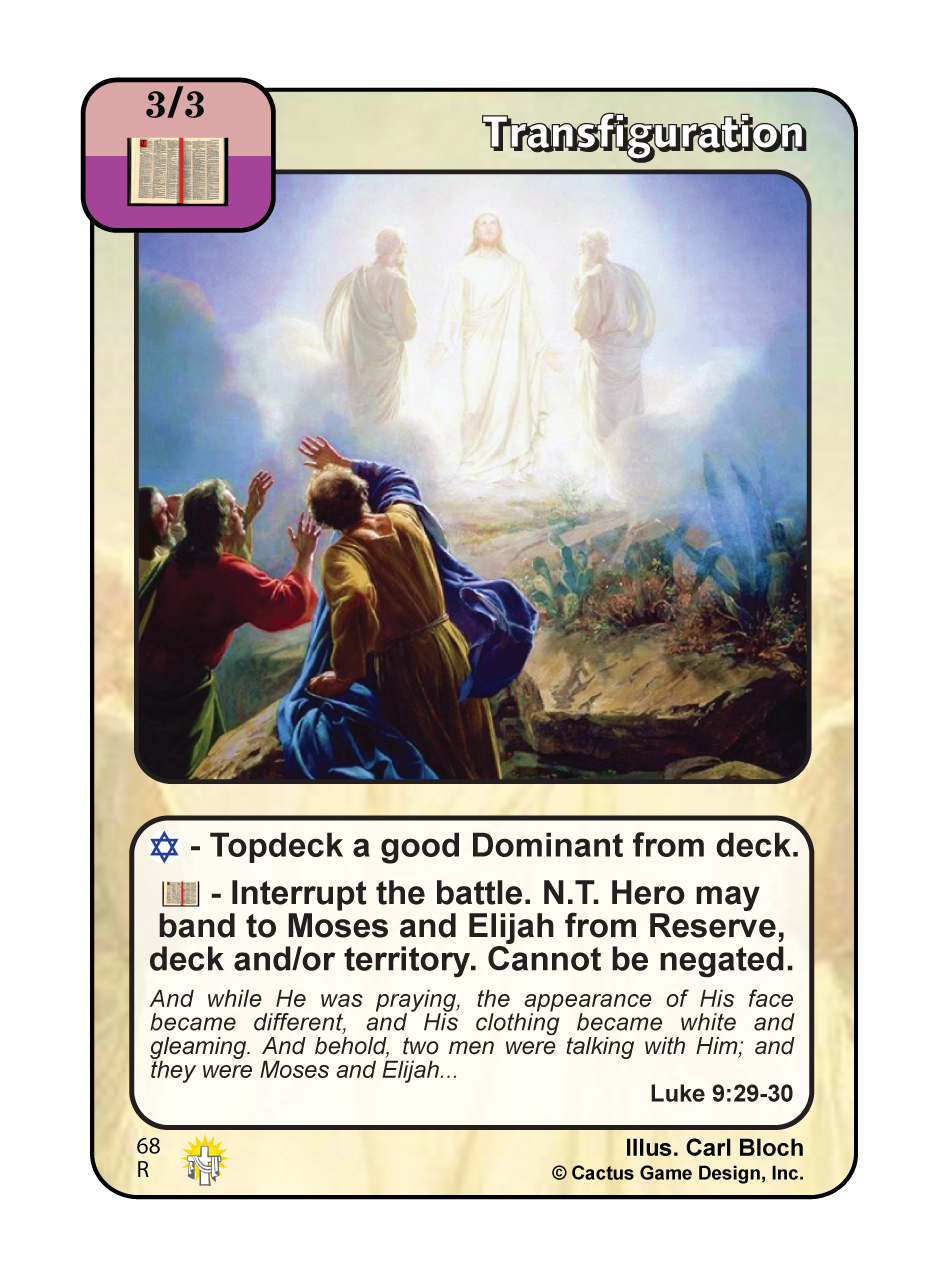 3/3
Transfiguration
- Topdeck a good Dominant from deck.
- Interrupt the battle. N.T. Hero may
band to Moses and Elijah from Reserve,
deck and/or territory. Cannot be negated.
And while He was praying, the appearance of His face
became different, and His clothing became white and
gleaming. And behold, two men were talking with Him; and
they were Moses and Elijah...
Luke 9:29-30
68
R
Illus. Carl Bloch
© Cactus Game Design, Inc.